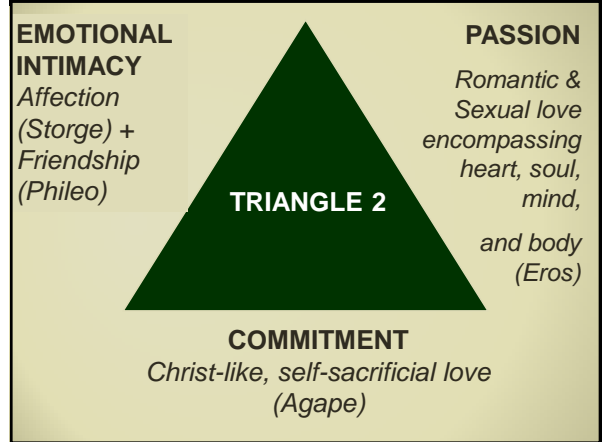 EMOTIONAL
INTIMACY
Affection
(Storge) +
Friendship
(Phileo)
PASSION
Romantic &
Sexual love
encompassing
heart, soul,
mind,
and body
(Eros)
TRIANGLE 2
COMMITMENT
Christ-like, self-sacrificial love
(Agape)